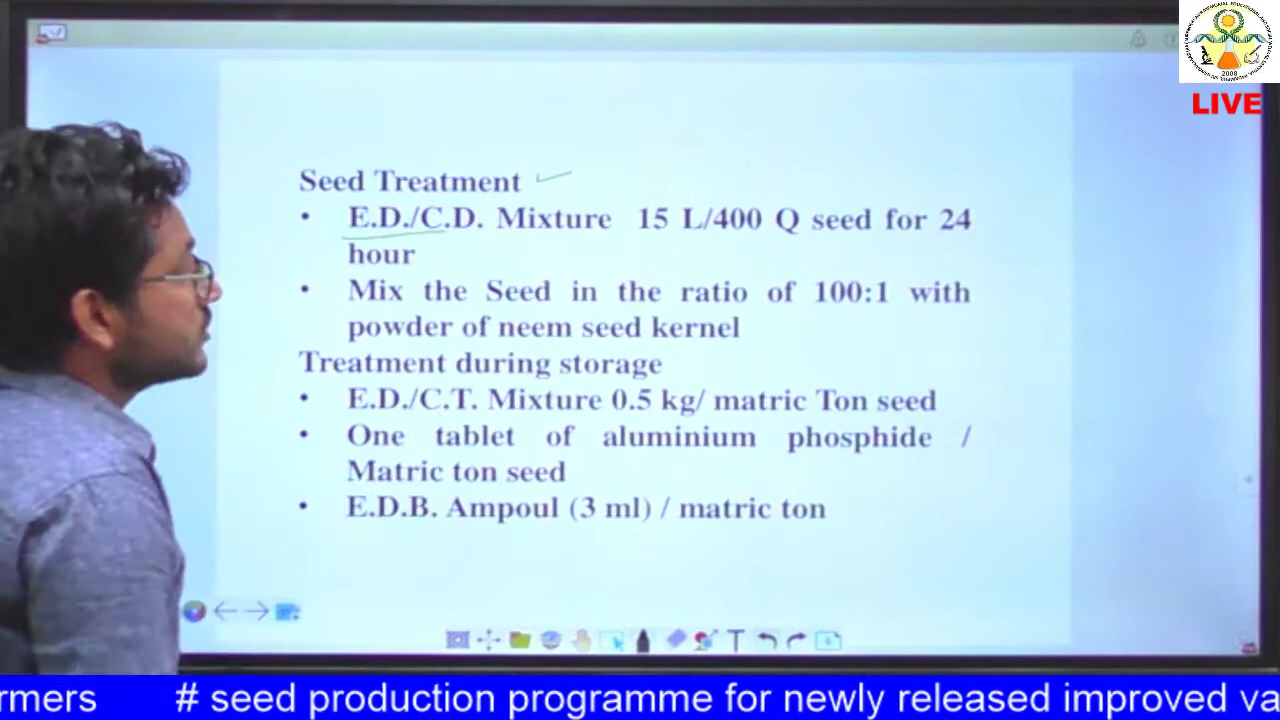 LIVE
2008
Seed Treatment
• E.D./C.D. Mixture 15 L/400 Q seed for 24
hour
• Mix the Seed in the ratio of 100:1 with
powder of neem seed kernel
Treatment during storage
• E.D./C.T. Mixture 0.5 kg/ matric Ton seed
• One tablet of aluminium phosphide /
Matric ton seed
• E.D.B. Ampoul (3 ml) / matric ton
rmers # seed production programme for newly released improved va